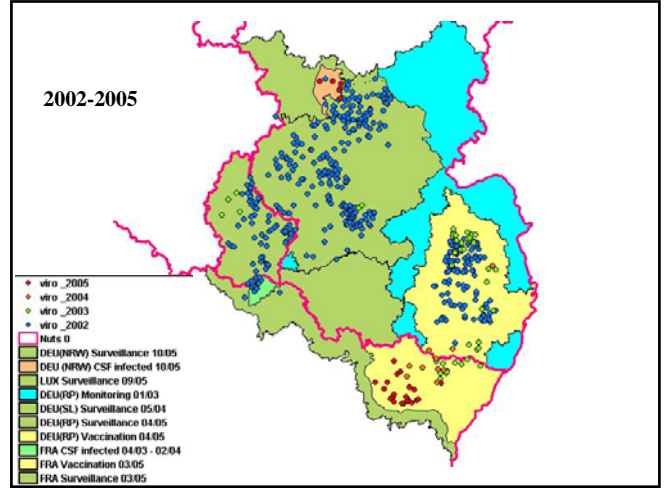 2002-2005
viro _2005
viro _2004
viro _2003
viro _2002
Nuts 0
DEU(NRW) Surveillance 10/05
DEU (NRW) CSF infected 10/05
LUX Surveillance 09/05
DEU(RP) Monitoring 01/03
DEU(SL) Surveillance 05/04
DEU(RP) Surveillance 04/05
DEU(RP) Vaccination 04/05
FRA CSF infected 04/03 - 02/04
FRA Vaccination 03/05
FRA Surveillance 03/05